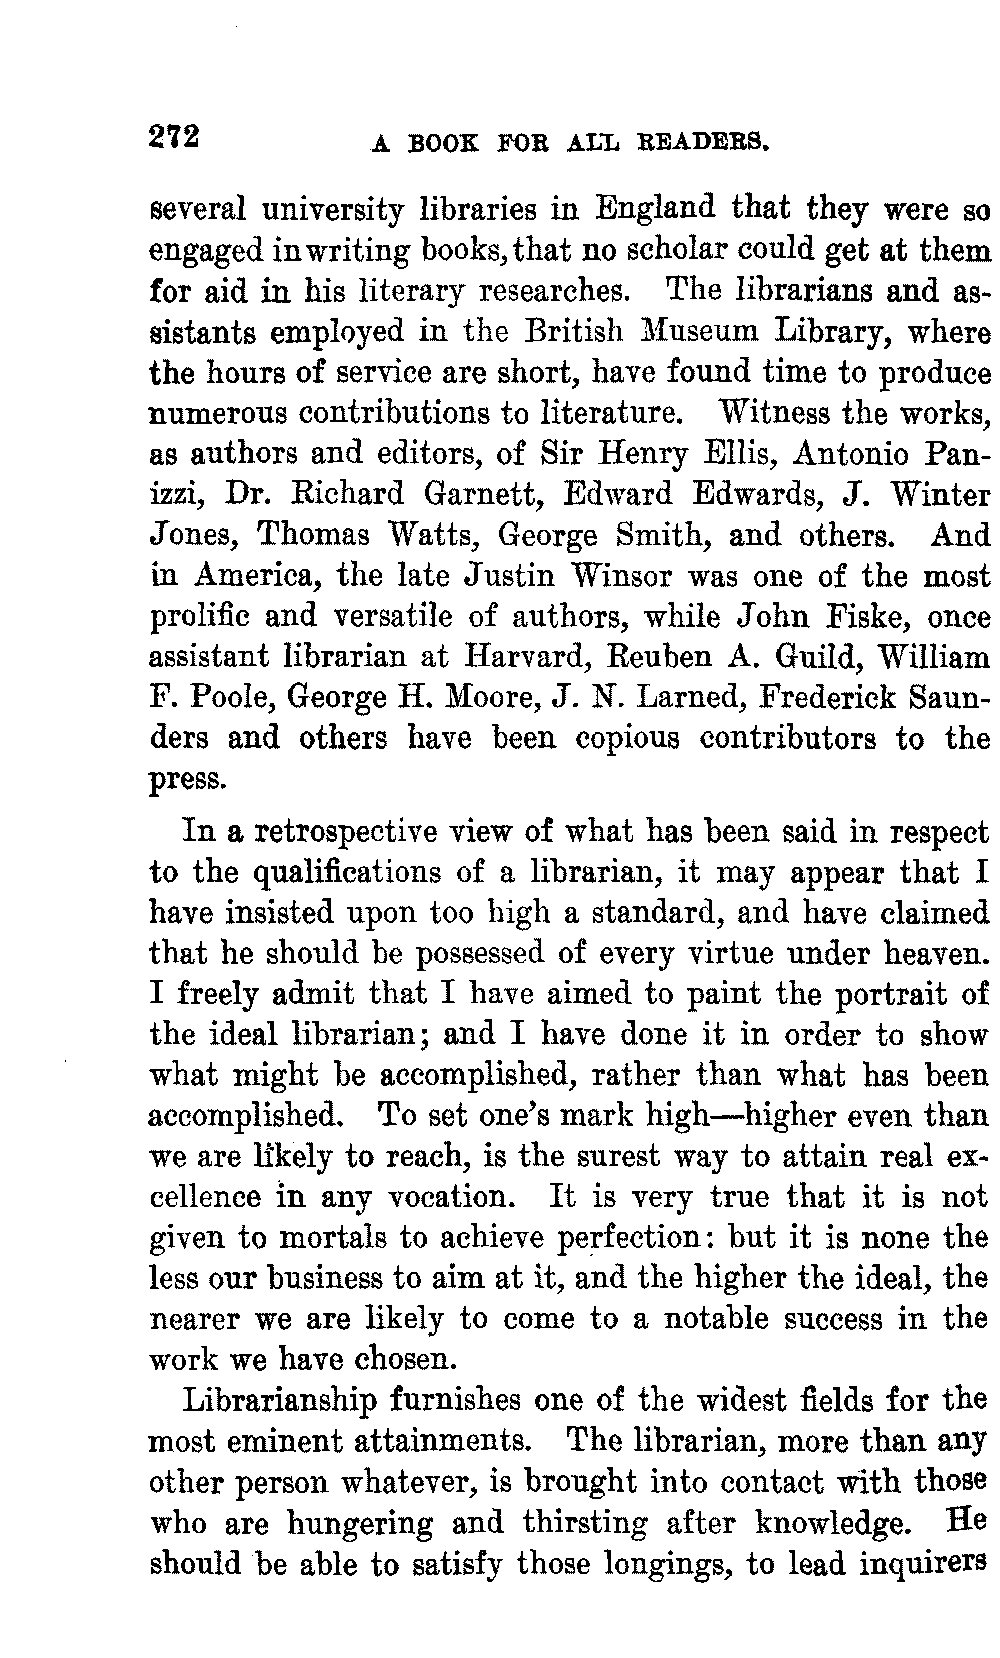 272 A BOOK FOR ALL READERS.
several university libraries in England that they were so
engaged in writing books, that no scholar could get at them
for aid in his literary researches. The librarians and as-
sistants employed in the British Museum Library, where
the hours of service are short, have found time to produce
numerous contributions to literature. Witness the works,
as authors and editors, of Sir Henry Ellis, Antonio Pan-
izzi, Dr. Richard Garnett, Edward Edwards, J. Winter
Jones, Thomas Watts, George Smith, and others. And
in America, the late Justin Winsor was one of the most
prolific and versatile of authors, while John Fiske, once
assistant librarian at Harvard, Reuben A. Guild, William
F. Poole, George H. Moore, J. N. Larned, Frederick Saun-
ders and others have been copious contributors to the
press.
In a retrospective view of what has been said in respect
to the qualifications of a librarian, it may appear that I
have insisted upon too high a standard, and have claimed
that he should be possessed of every virtue under heaven.
I freely admit that I have aimed to paint the portrait of
the ideal librarian; and I have done it in order to show
what might be accomplished, rather than what has been
accomplished. To set one's mark high—higher even than
we are likely to reach, is the surest way to attain real ex-
cellence in any vocation. It is very true that it is not
given to mortals to achieve perfection: but it is none the
less our business to aim at it, and the higher the ideal, the
nearer we are likely to come to a notable success in the
work we have chosen.
Librarianship furnishes one of the widest fields for the
most eminent attainments. The librarian, more than any
other person whatever, is brought into contact with those
who are hungering and thirsting after knowledge. He
should be able to satisfy those longings, to lead inquirers